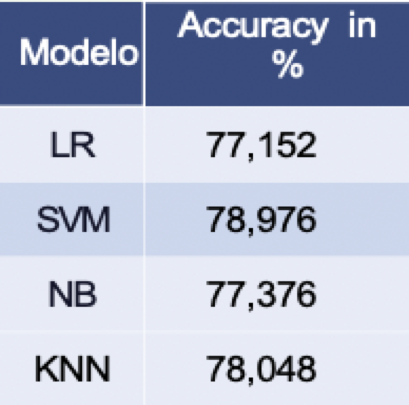 Modelo Accuracy in %
LR 77,152
SVM 78,976
NB 77,376
KNN 78,048